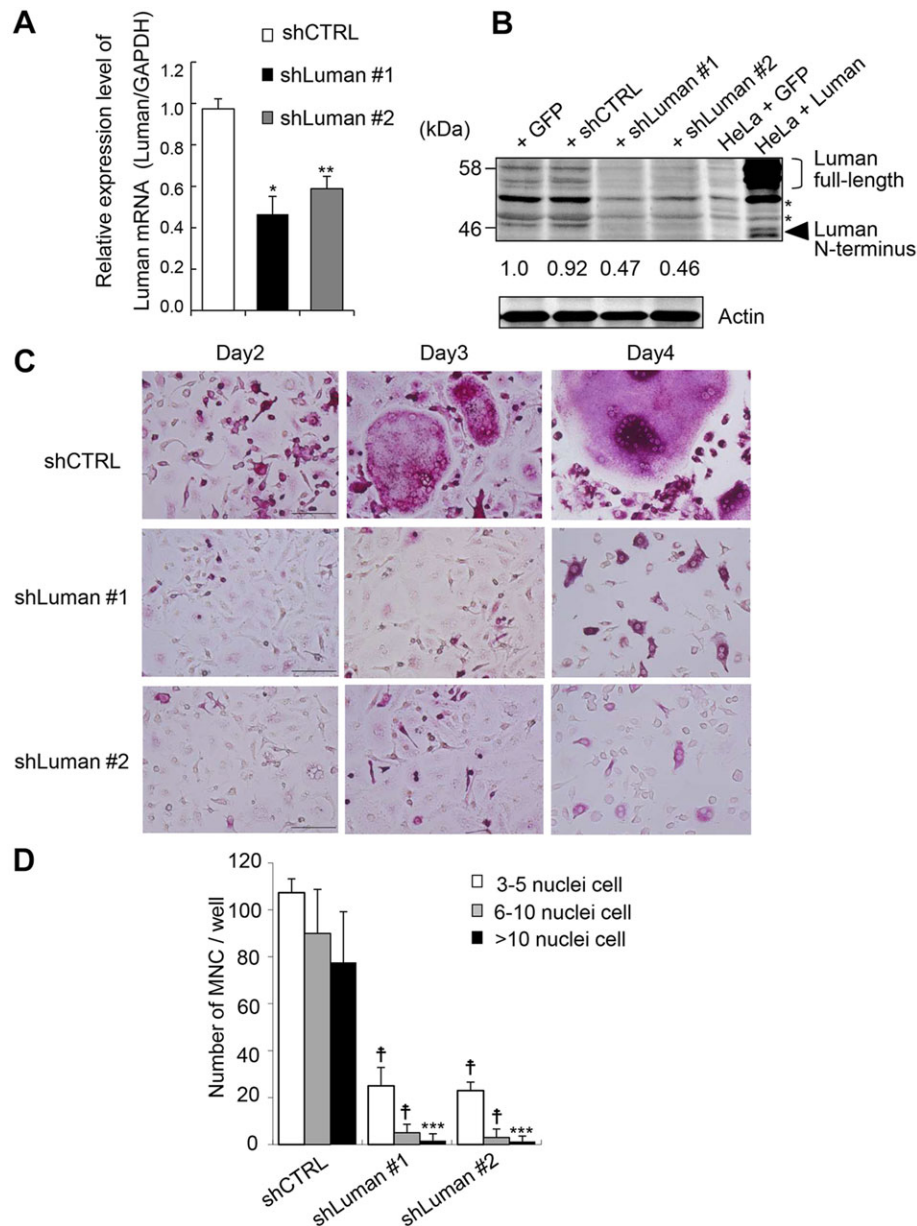 A
shCTRL
shLuman #1
shLuman #2
Relative expression level of
Luman mRNA (Luman/GAPDH)
1.2
1.0
0.8
0.6
0.4
0.2
0.0
*
**
B
(kDa)
+ GFP
+ shCTRL
+ shLuman #1
+ shLuman #2
HeLa + GFP
HeLa + Luman
58
46
Luman
full-length
*
*
Luman
N-terminus
1.0 0.92 0.47 0.46
Actin
C
Day2 Day3 Day4
shCTRL
shLuman #1
shLuman #2
D
Number of MNC / well
120
100
80
60
40
20
0
3-5 nuclei cell
6-10 nuclei cell
>10 nuclei cell
☨ ☨ ***
☨ ☨ ***
shCTRL
shLuman #1
shLuman #2